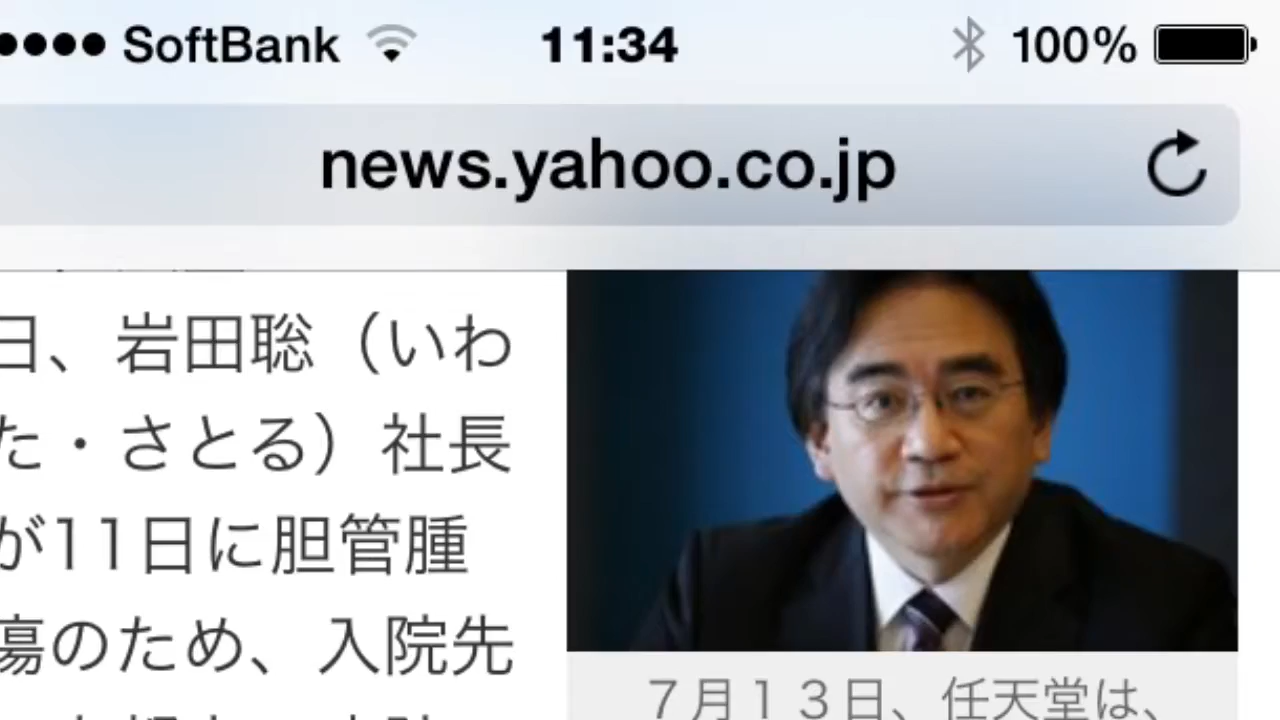 SoftBank 11:34 100%
news.yahoo.co.jp
日、岩田聡（いわ
た・さとる）社長
が11日に胆管腫
瘍のため、入院先
７月１３日、任天堂は、